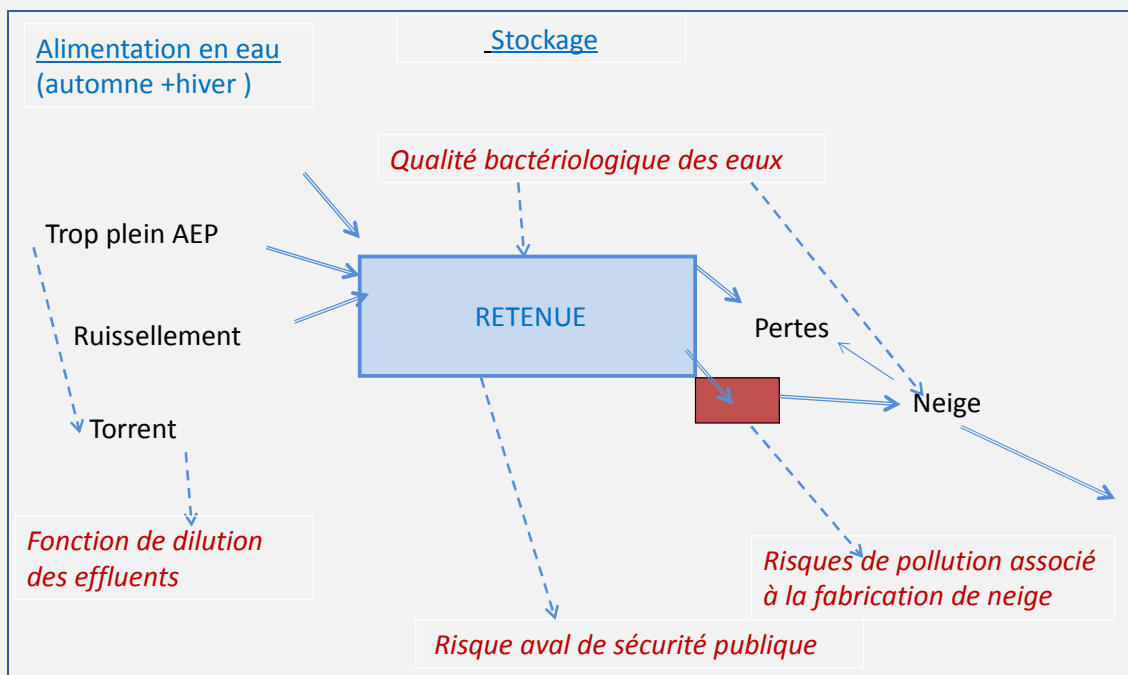 Alimentation en eau
(automne +hiver )
Stockage
Qualité bactériologique des eaux
Trop plein AEP
Ruissellement
RETENUE
Pertes
Neige
Torrent
Fonction de dilution
des effluents
Risques de pollution associé
à la fabrication de neige
Risque aval de sécurité publique